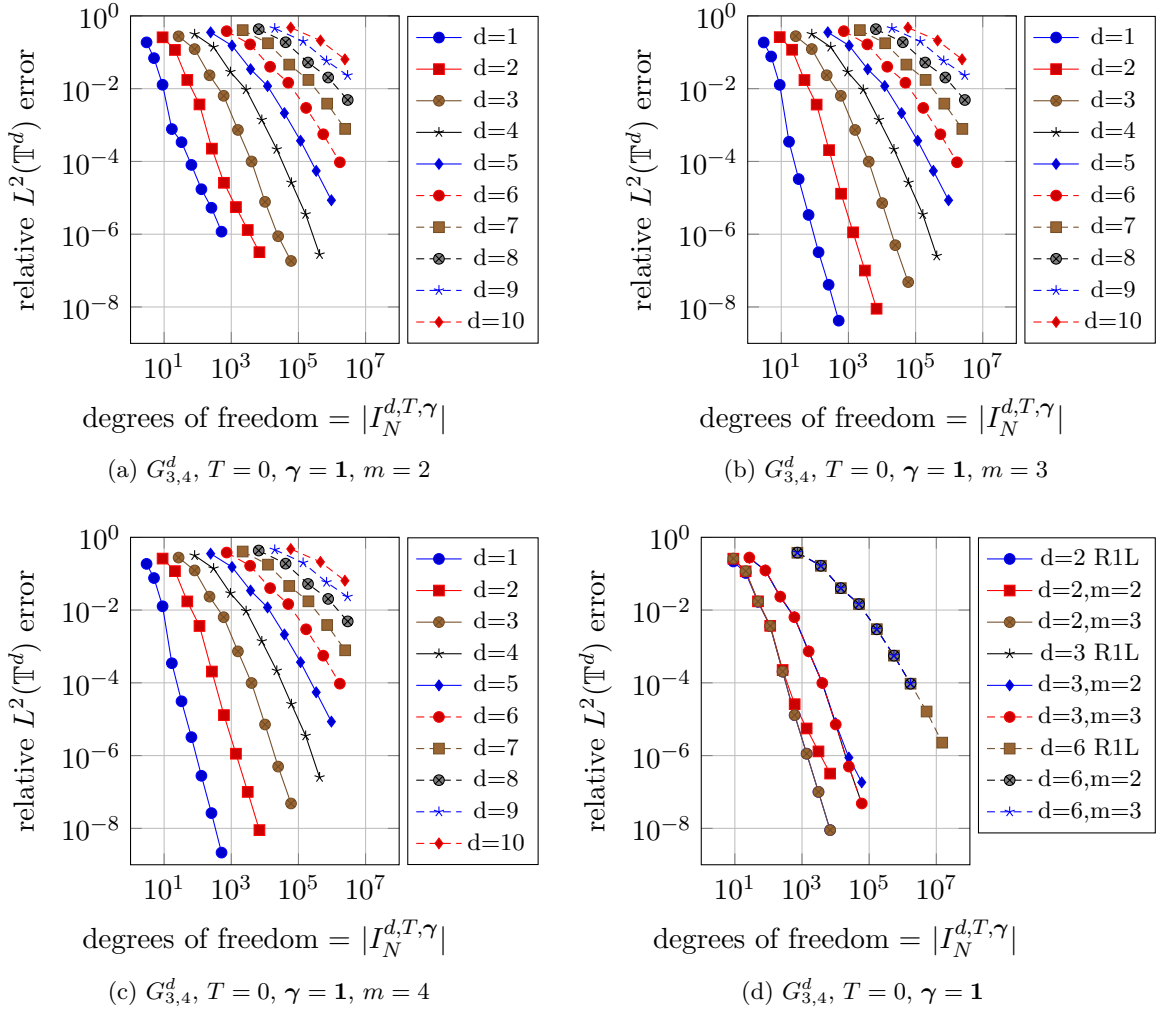 10^0
10^{-2}
10^{-4}
10^{-6}
10^{-8}
relative L^2(𝕋^d) error
10^1 10^3 10^5 10^7
degrees of freedom = |I_N^{d,T,γ}|
d=1
d=2
d=3
d=4
d=5
d=6
d=7
d=8
d=9
d=10
(a) G^d_{3,4}, T = 0, γ = 1, m = 2
10^0
10^{-2}
10^{-4}
10^{-6}
10^{-8}
relative L^2(𝕋^d) error
10^1 10^3 10^5 10^7
degrees of freedom = |I_N^{d,T,γ}|
d=1
d=2
d=3
d=4
d=5
d=6
d=7
d=8
d=9
d=10
(b) G^d_{3,4}, T = 0, γ = 1, m = 3
10^0
10^{-2}
10^{-4}
10^{-6}
10^{-8}
relative L^2(𝕋^d) error
10^1 10^3 10^5 10^7
degrees of freedom = |I_N^{d,T,γ}|
d=1
d=2
d=3
d=4
d=5
d=6
d=7
d=8
d=9
d=10
(c) G^d_{3,4}, T = 0, γ = 1, m = 4
10^0
10^{-2}
10^{-4}
10^{-6}
10^{-8}
relative L^2(𝕋^d) error
10^1 10^3 10^5 10^7
degrees of freedom = |I_N^{d,T,γ}|
d=2 R1L
d=2,m=2
d=2,m=3
d=3 R1L
d=3,m=2
d=3,m=3
d=6 R1L
d=6,m=2
d=6,m=3
(d) G^d_{3,4}, T = 0, γ = 1